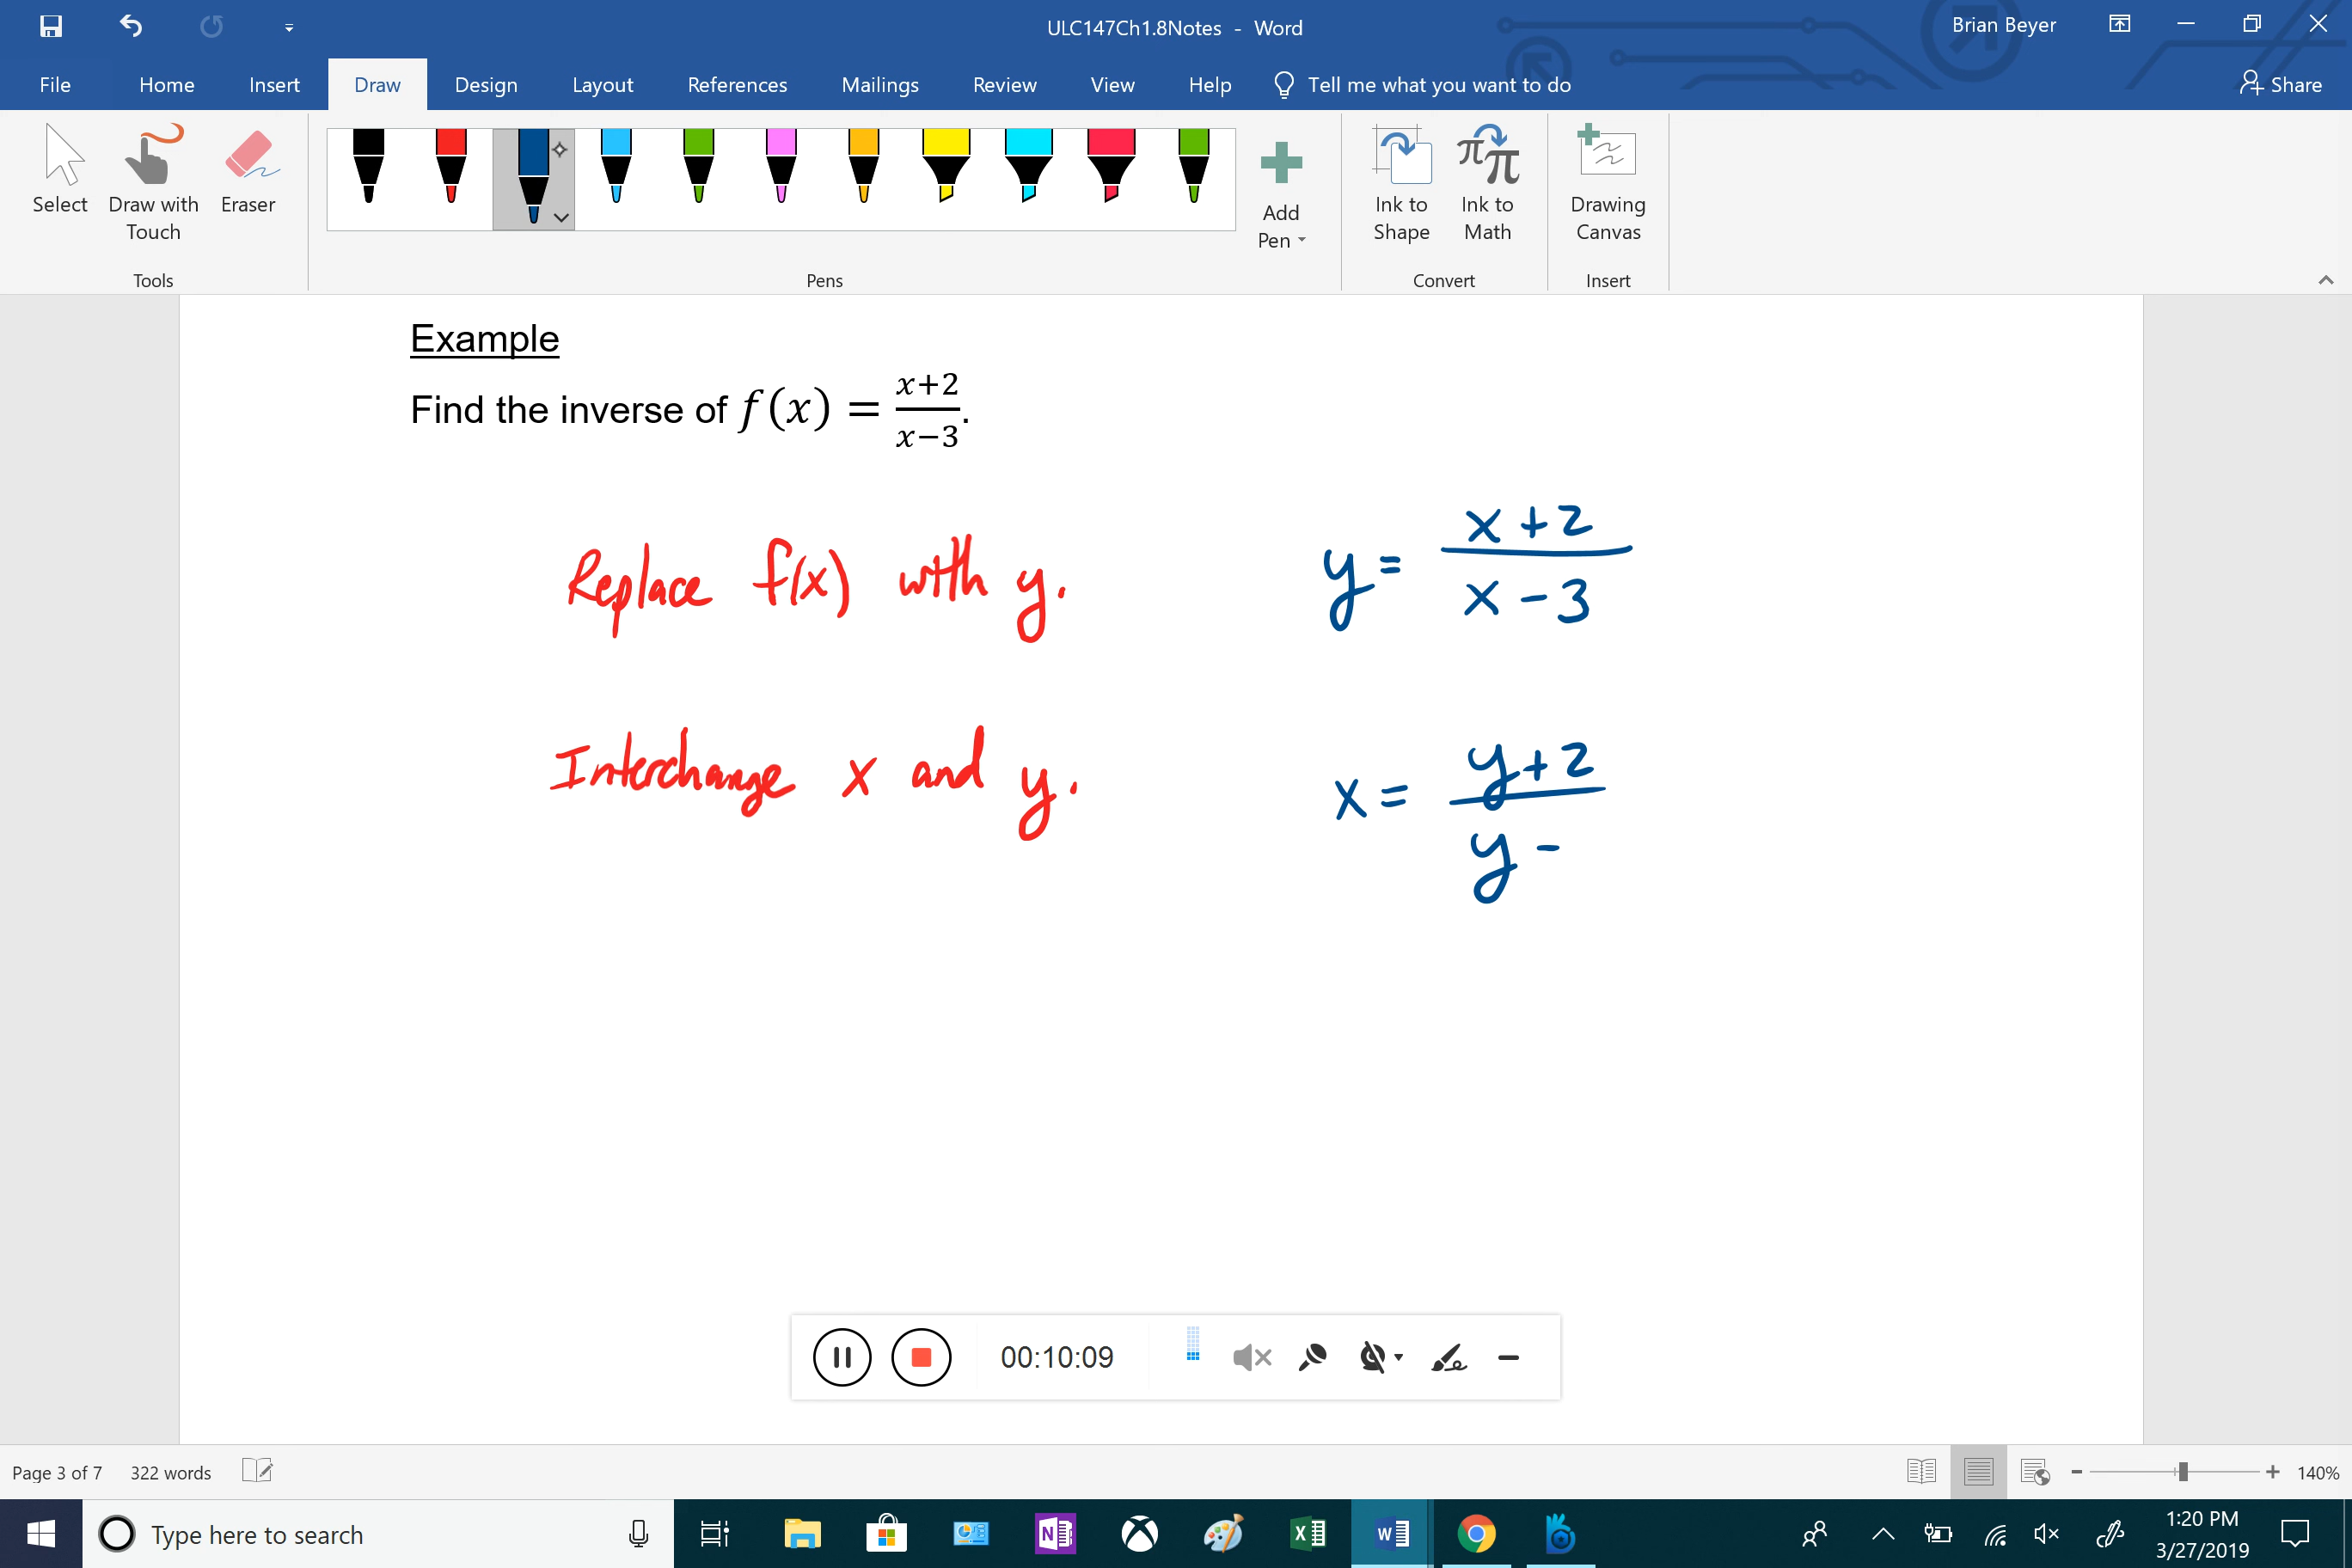 ULC147Ch1.8Notes - Word
Brian Beyer
File Home Insert Draw Design Layout References Mailings Review View Help Tell me what you want to do Share
Select Draw with Touch Eraser
Add Pen
Ink to Shape Ink to Math
Drawing Canvas
Tools Pens Convert Insert
Example
Find the inverse of f(x) = (x+2)/(x−3).
Replace f(x) with y. y = (x+2)/(x-3)
Interchange x and y. x = (y+2)/(y-
00:10:09
Page 3 of 7 322 words 140%
Type here to search
1:20 PM
3/27/2019